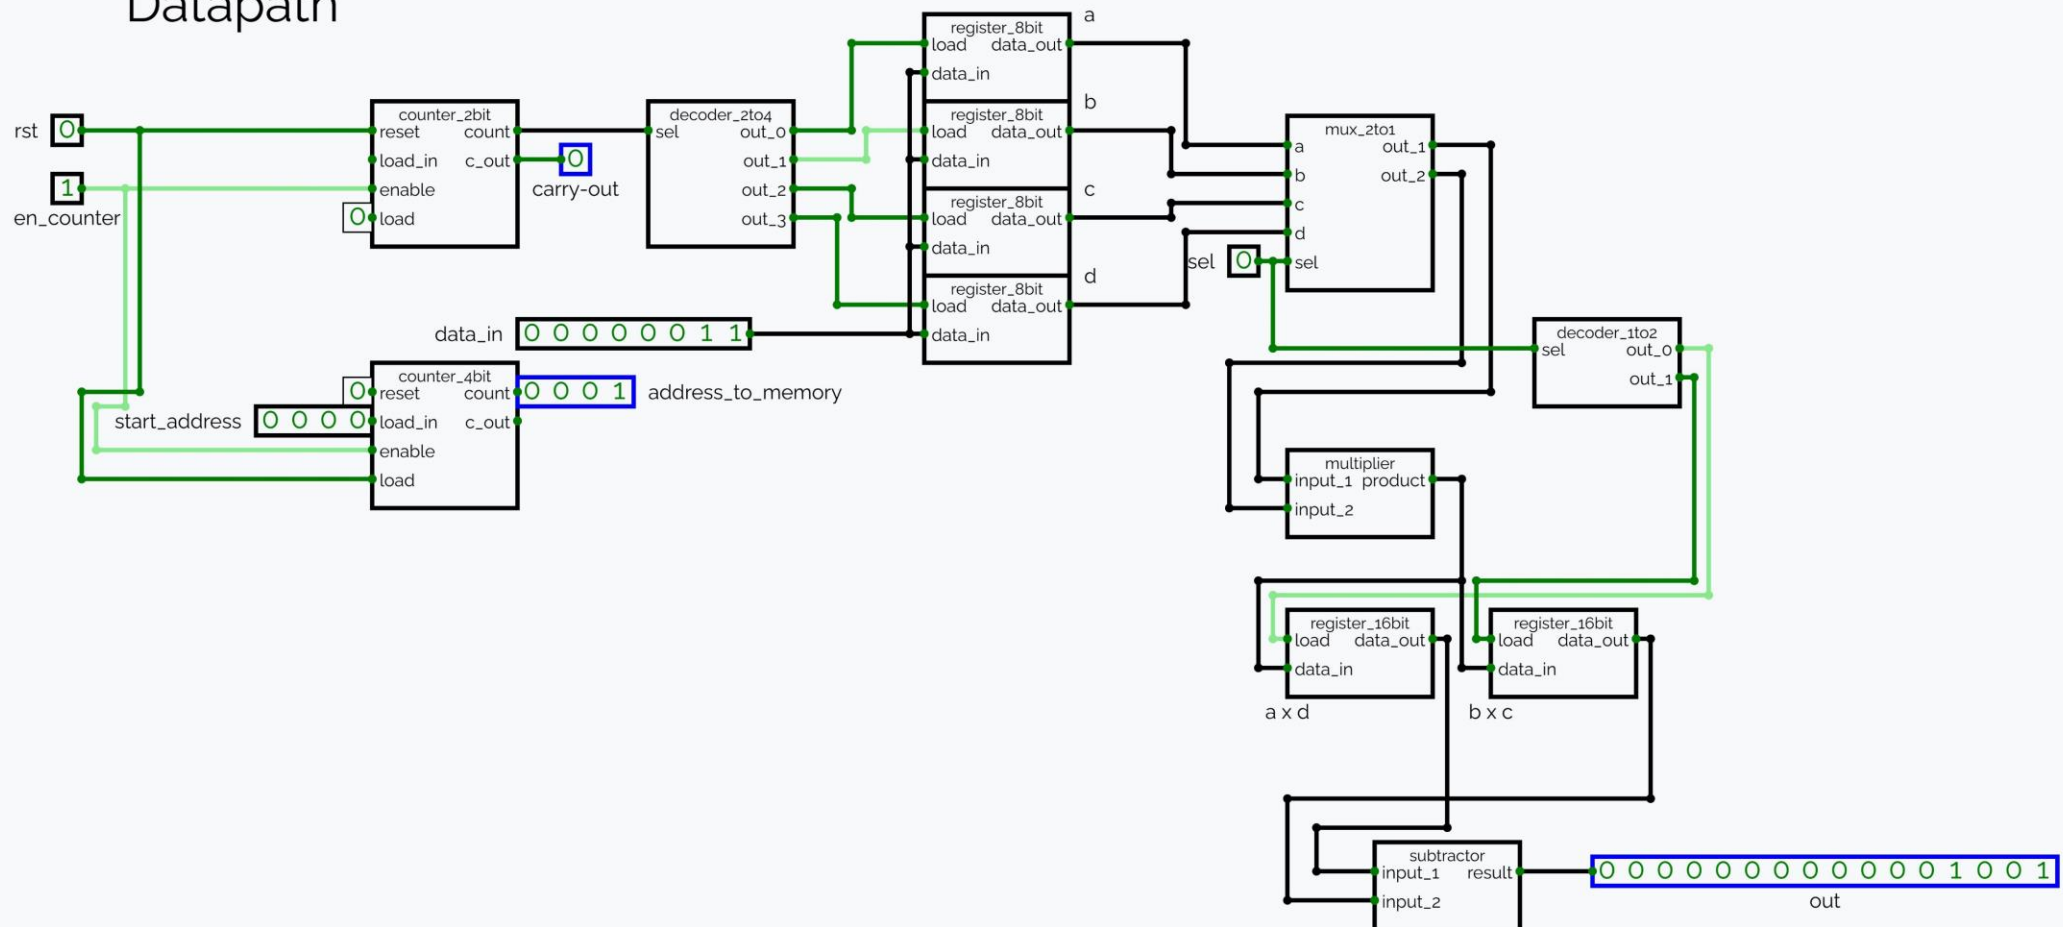 Datapath
rst 0
1
en_counter
counter_2bit
reset count
load_in c_out
enable
0 load
0
carry-out
decoder_2to4
sel out_0
out_1
out_2
out_3
a
register_8bit
load data_out
data_in
b
register_8bit
load data_out
data_in
c
register_8bit
load data_out
data_in
d
register_8bit
load data_out
data_in
data_in 0 0 0 0 0 0 1 1
counter_4bit
0 reset count 0 0 0 1 address_to_memory
start_address 0 0 0 0 load_in c_out
enable
load
mux_2to1
a out_1
b out_2
c
d
sel 0 sel
decoder_1to2
sel out_0
out_1
multiplier
input_1 product
input_2
register_16bit
load data_out
data_in
a x d
register_16bit
load data_out
data_in
b x c
subtractor
input_1 result
input_2
0 0 0 0 0 0 0 0 0 0 0 0 1 0 0 1
out